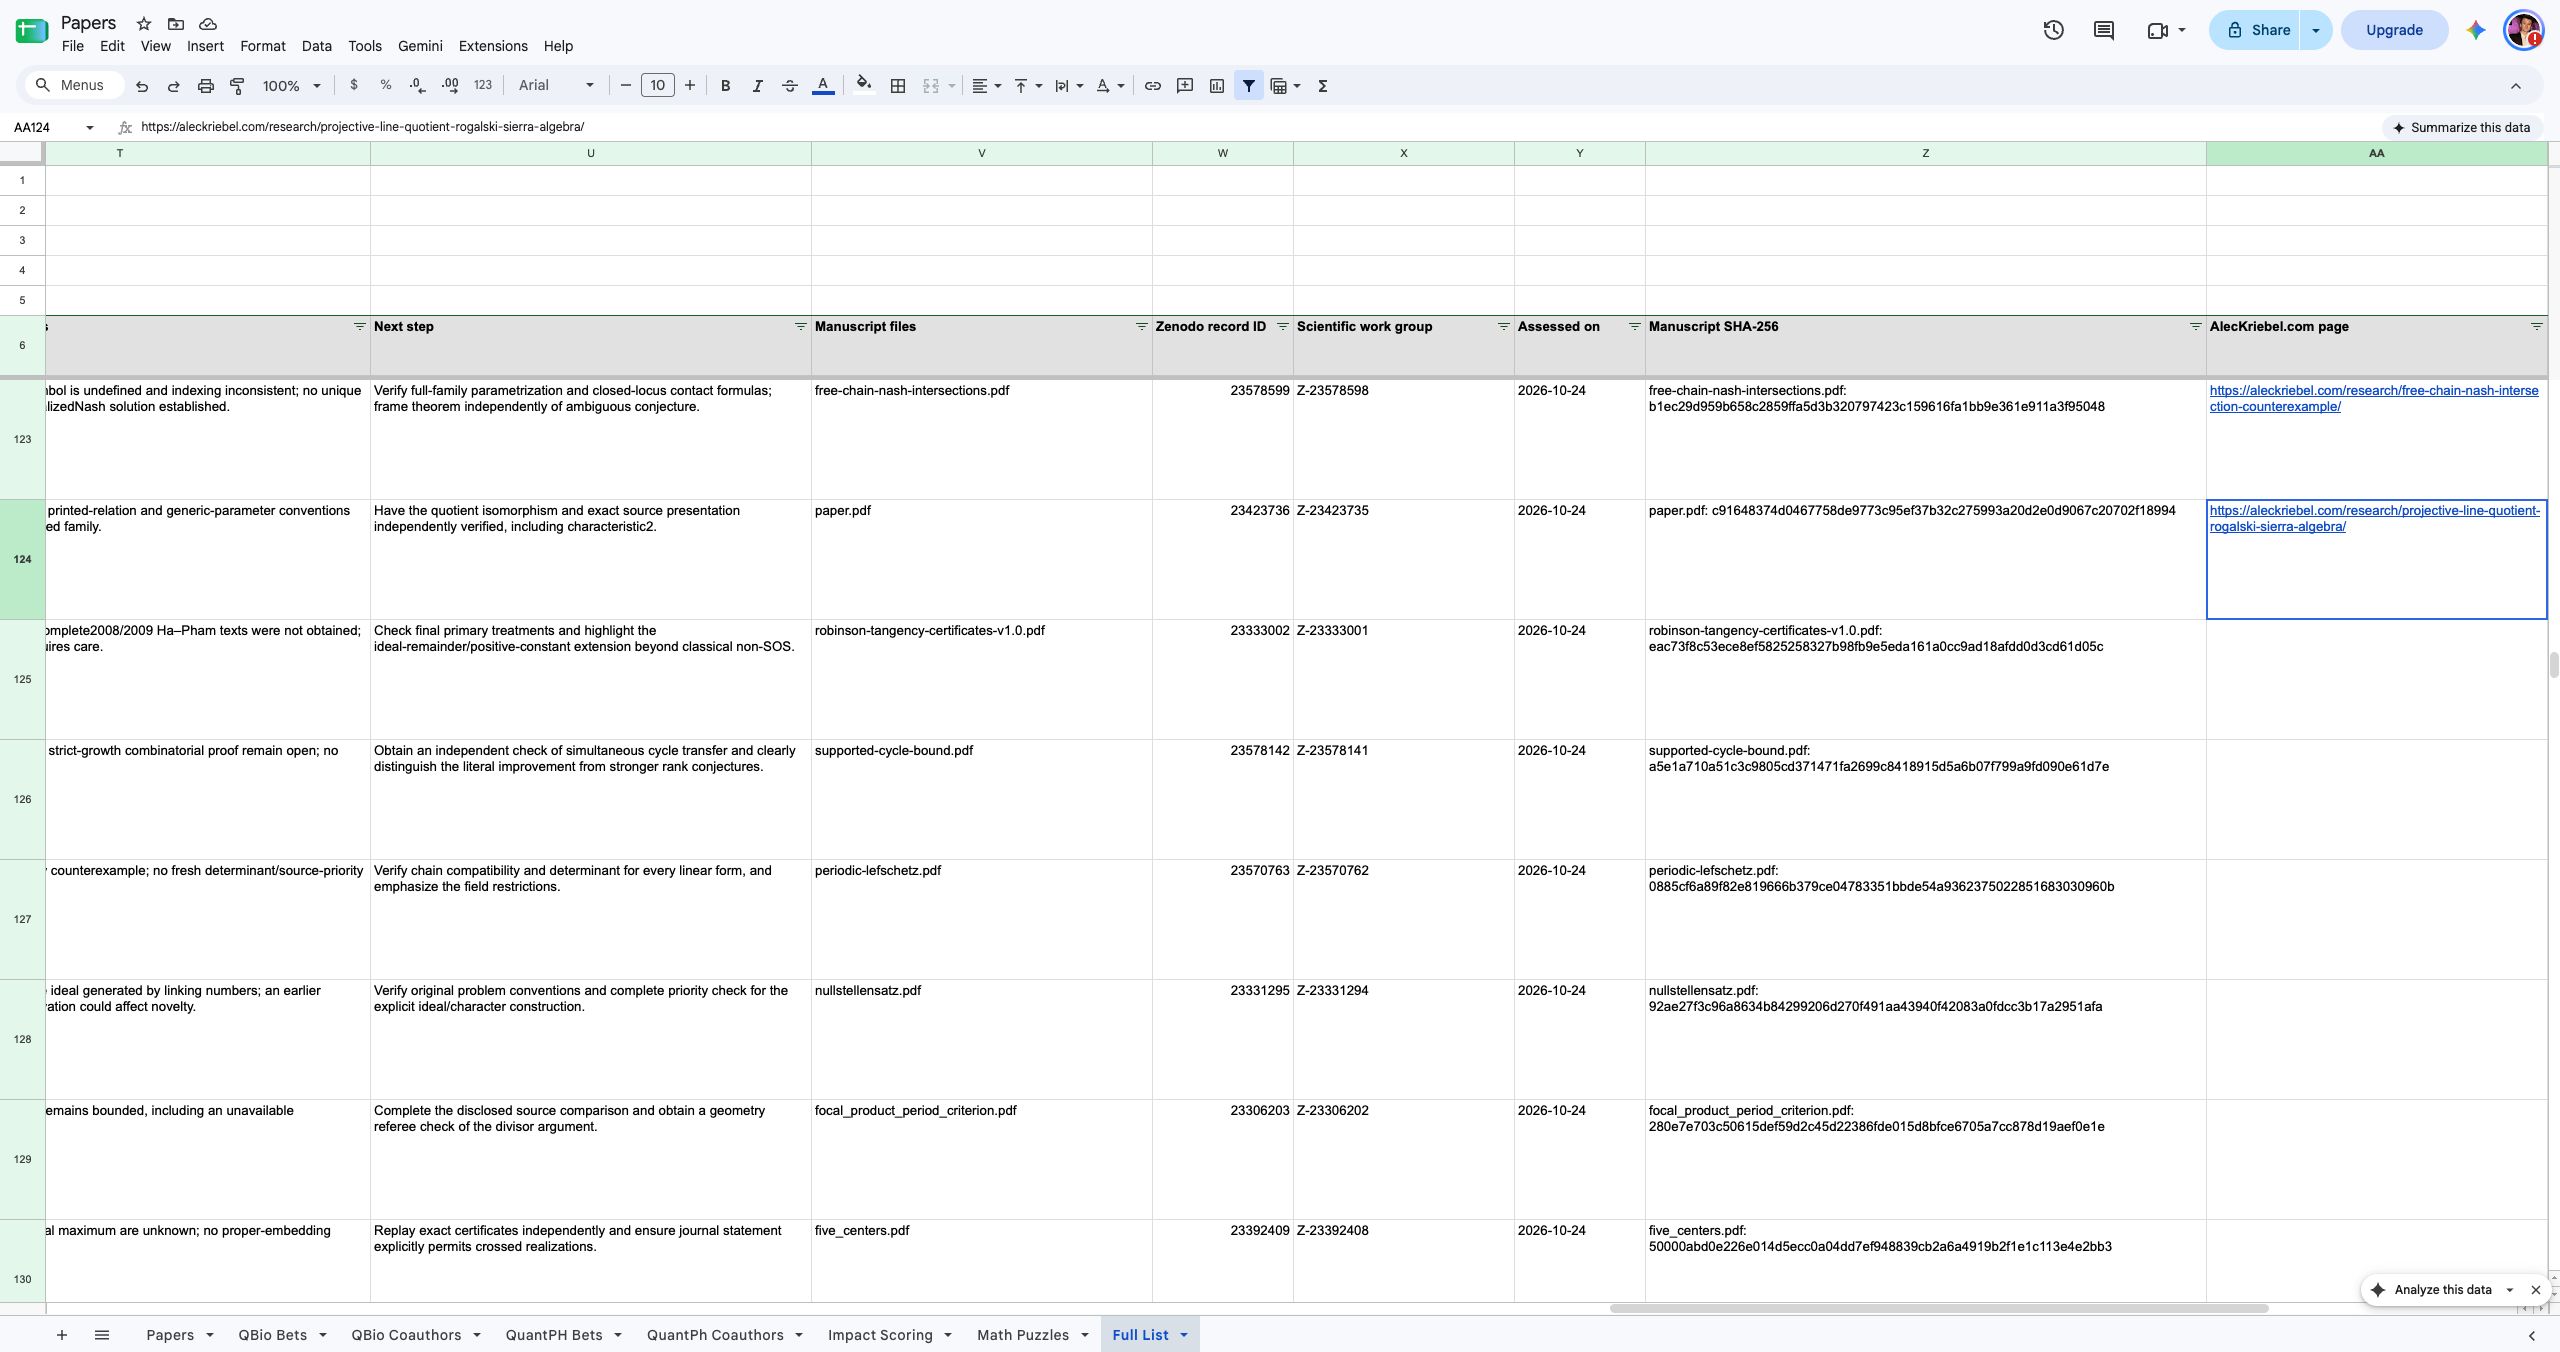 Papers
File Edit View Insert Format Data Tools Gemini Extensions Help
Share
Upgrade
Menus
100%
$ % .0 .00 123
Arial
10
B I A
AA124
fx https://aleckriebel.com/research/projective-line-quotient-rogalski-sierra-algebra/
Summarize this data
T U V W X Y Z AA
1
2
3
4
5
6 s Next step Manuscript files Zenodo record ID Scientific work group Assessed on Manuscript SHA-256 AlecKriebel.com page
bol is undefined and indexing inconsistent; no unique Verify full-family parametrization and closed-locus contact formulas; free-chain-nash-intersections.pdf 23578599 Z-23578598 2026-10-24 free-chain-nash-intersections.pdf: https://aleckriebel.com/research/free-chain-nash-interse
lizedNash solution established. frame theorem independently of ambiguous conjecture. b1ec29d959b658c2859ffa5d3b320797423c159616fa1bb9e361e911a3f95048 ction-counterexample/
123
printed-relation and generic-parameter conventions Have the quotient isomorphism and exact source presentation paper.pdf 23423736 Z-23423735 2026-10-24 paper.pdf: c91648374d0467758de9773c95ef37b32c275993a20d2e0d9067c20702f18994 https://aleckriebel.com/research/projective-line-quotient-
ed family. independently verified, including characteristic2. rogalski-sierra-algebra/
124
omplete2008/2009 Ha–Pham texts were not obtained; Check final primary treatments and highlight the robinson-tangency-certificates-v1.0.pdf 23333002 Z-23333001 2026-10-24 robinson-tangency-certificates-v1.0.pdf:
ires care. ideal-remainder/positive-constant extension beyond classical non-SOS. eac73f8c53ece8ef5825258327b98fb9e5eda161a0cc9ad18afdd0d3cd61d05c
125
strict-growth combinatorial proof remain open; no Obtain an independent check of simultaneous cycle transfer and clearly supported-cycle-bound.pdf 23578142 Z-23578141 2026-10-24 supported-cycle-bound.pdf:
distinguish the literal improvement from stronger rank conjectures. a5e1a710a51c3c9805cd371471fa2699c8418915d5a6b07f799a9fd090e61d7e
126
counterexample; no fresh determinant/source-priority Verify chain compatibility and determinant for every linear form, and periodic-lefschetz.pdf 23570763 Z-23570762 2026-10-24 periodic-lefschetz.pdf:
emphasize the field restrictions. 0885cf6a89f82e819666b379ce04783351bbde54a9362375022851683030960b
127
ideal generated by linking numbers; an earlier Verify original problem conventions and complete priority check for the nullstellensatz.pdf 23331295 Z-23331294 2026-10-24 nullstellensatz.pdf:
ation could affect novelty. explicit ideal/character construction. 92ae27f3c96a8634b84299206d270f491aa43940f42083a0fdcc3b17a2951afa
128
emains bounded, including an unavailable Complete the disclosed source comparison and obtain a geometry focal_product_period_criterion.pdf 23306203 Z-23306202 2026-10-24 focal_product_period_criterion.pdf:
referee check of the divisor argument. 280e7e703c50615def59d2c45d22386fde015d8bfce6705a7cc878d19aef0e1e
129
al maximum are unknown; no proper-embedding Replay exact certificates independently and ensure journal statement five_centers.pdf 23392409 Z-23392408 2026-10-24 five_centers.pdf:
explicitly permits crossed realizations. 50000abd0e226e014d5ecc0a04dd7ef948839cb2a6a4919b2f1e1c113e4e2bb3
130
Analyze this data
Papers QBio Bets QBio Coauthors QuantPH Bets QuantPh Coauthors Impact Scoring Math Puzzles Full List